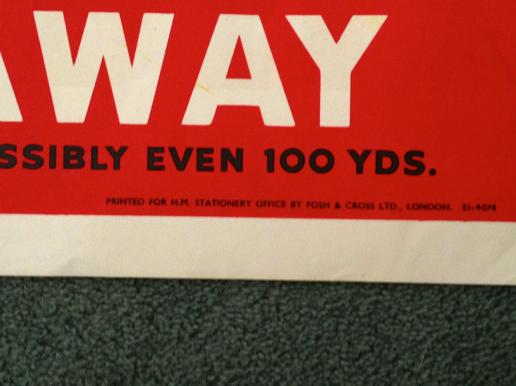 AWAY
SSIBLY EVEN 100 YDS.
PRINTED FOR H.M. STATIONERY OFFICE BY FOSH & CROSS LTD., LONDON. 51-4074